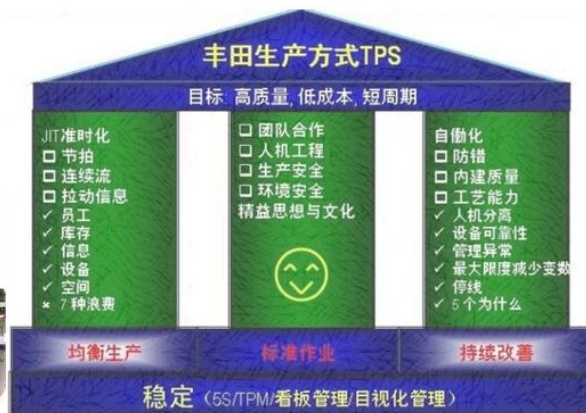 丰田生产方式TPS
目标: 高质量, 低成本, 短周期
JIT准时化
□ 节拍
□ 连续流
□ 拉动信息
✓ 员工
✓ 库存
✓ 信息
✓ 设备
✓ 空间
× 7 种浪费
□ 团队合作
□ 人机工程
□ 生产安全
□ 环境安全
精益思想与文化
自働化
□ 防错
□ 内建质量
□ 工艺能力
✓ 人机分离
✓ 设备可靠性
✓ 管理异常
✓ 最大限度减少变数
✓ 停线
✓ 5 个为什么
均衡生产
标准作业
持续改善
稳定（5S/TPM/看板管理/目视化管理）